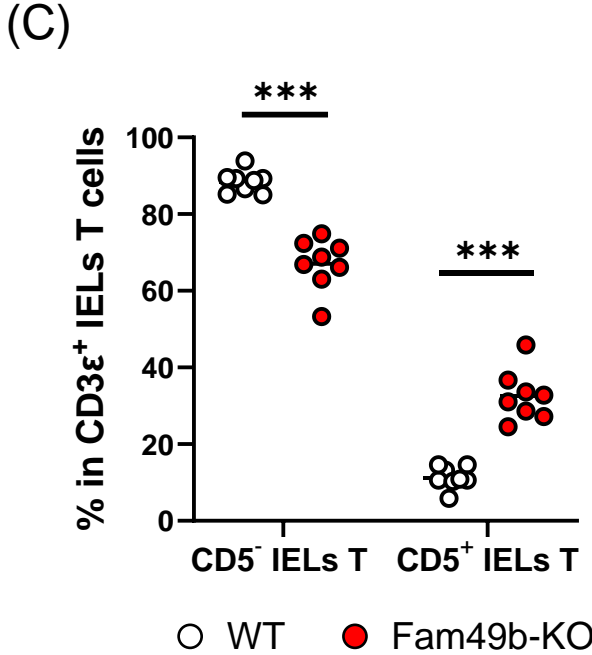 (C)
***
***
% in CD3ε⁺ IELs T cells
100
80
60
40
20
0
CD5⁻ IELs T CD5⁺ IELs T
WT Fam49b-KO